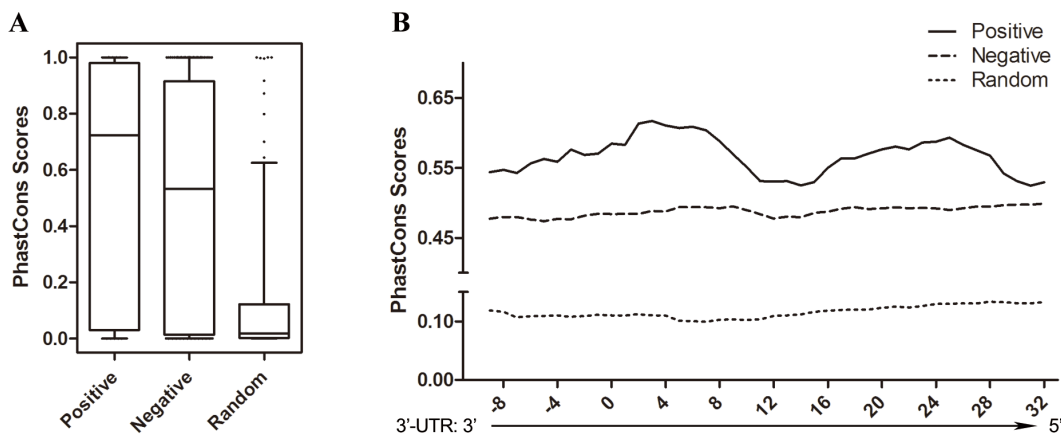 A
PhastCons Scores
1.0
0.8
0.6
0.4
0.2
0.0
Positive
Negative
Random
B
Positive
Negative
Random
PhastCons Scores
0.65
0.55
0.45
0.10
0.00
-8 -4 0 4 8 12 16 20 24 28 32
3'-UTR: 3' 5'